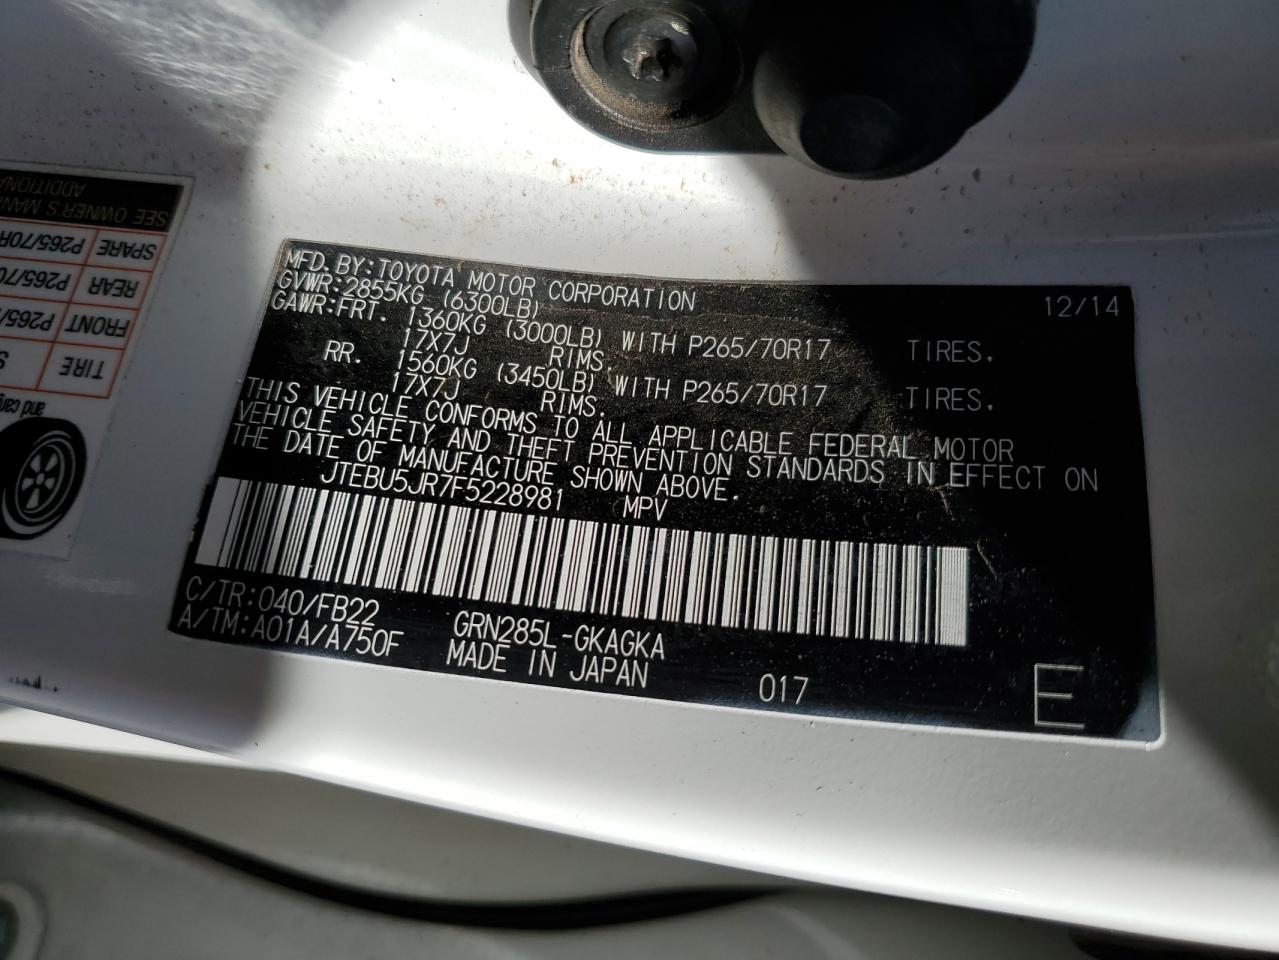 MFD. BY: TOYOTA MOTOR CORPORATION 12/14
GVWR: 2855KG (6300LB)
GAWR: FRT. 1360KG (3000LB) WITH P265/70R17 TIRES.
17X7J RIMS.
RR. 1560KG (3450LB) WITH P265/70R17 TIRES.
17X7J RIMS.
THIS VEHICLE CONFORMS TO ALL APPLICABLE FEDERAL MOTOR
VEHICLE SAFETY AND THEFT PREVENTION STANDARDS IN EFFECT ON
THE DATE OF MANUFACTURE SHOWN ABOVE.
JTEBU5JR7F5228981 MPV
C/TR: 040/FB22 GRN285L-GKAGKA
A/TM: A01A/A750F MADE IN JAPAN 017 E
TIRE
FRONT
REAR
SPARE
SEE OWNER'S